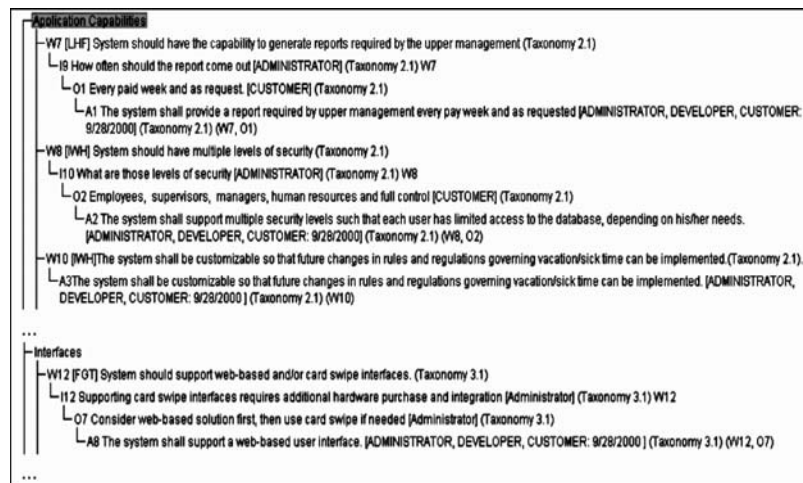 Application Capabilities
W7 [LHF] System should have the capability to generate reports required by the upper management (Taxonomy 2.1)
I9 How often should the report come out [ADMINISTRATOR] (Taxonomy 2.1) W7
O1 Every paid week and as request. [CUSTOMER] (Taxonomy 2.1)
A1 The system shall provide a report required by upper management every pay week and as requested [ADMINISTRATOR, DEVELOPER, CUSTOMER:
9/28/2000] (Taxonomy 2.1) (W7, O1)
W8 [IWH] System should have multiple levels of security (Taxonomy 2.1)
I10 What are those levels of security [ADMINISTRATOR] (Taxonomy 2.1) W8
O2 Employees, supervisors, managers, human resources and full control [CUSTOMER] (Taxonomy 2.1)
A2 The system shall support multiple security levels such that each user has limited access to the database, depending on his/her needs.
[ADMINISTRATOR, DEVELOPER, CUSTOMER: 9/28/2000] (Taxonomy 2.1) (W8, O2)
W10 [IWH]The system shall be customizable so that future changes in rules and regulations governing vacation/sick time can be implemented.(Taxonomy 2.1).
A3The system shall be customizable so that future changes in rules and regulations governing vacation/sick time can be implemented. [ADMINISTRATOR,
DEVELOPER, CUSTOMER: 9/28/2000 ] (Taxonomy 2.1) (W10)
...
Interfaces
W12 [FGT] System should support web-based and/or card swipe interfaces. (Taxonomy 3.1)
I12 Supporting card swipe interfaces requires additional hardware purchase and integration [Administrator] (Taxonomy 3.1) W12
O7 Consider web-based solution first, then use card swipe if needed [Administrator] (Taxonomy 3.1)
A8 The system shall support a web-based user interface. [ADMINISTRATOR, DEVELOPER, CUSTOMER: 9/28/2000 ] (Taxonomy 3.1) (W12, O7)
...